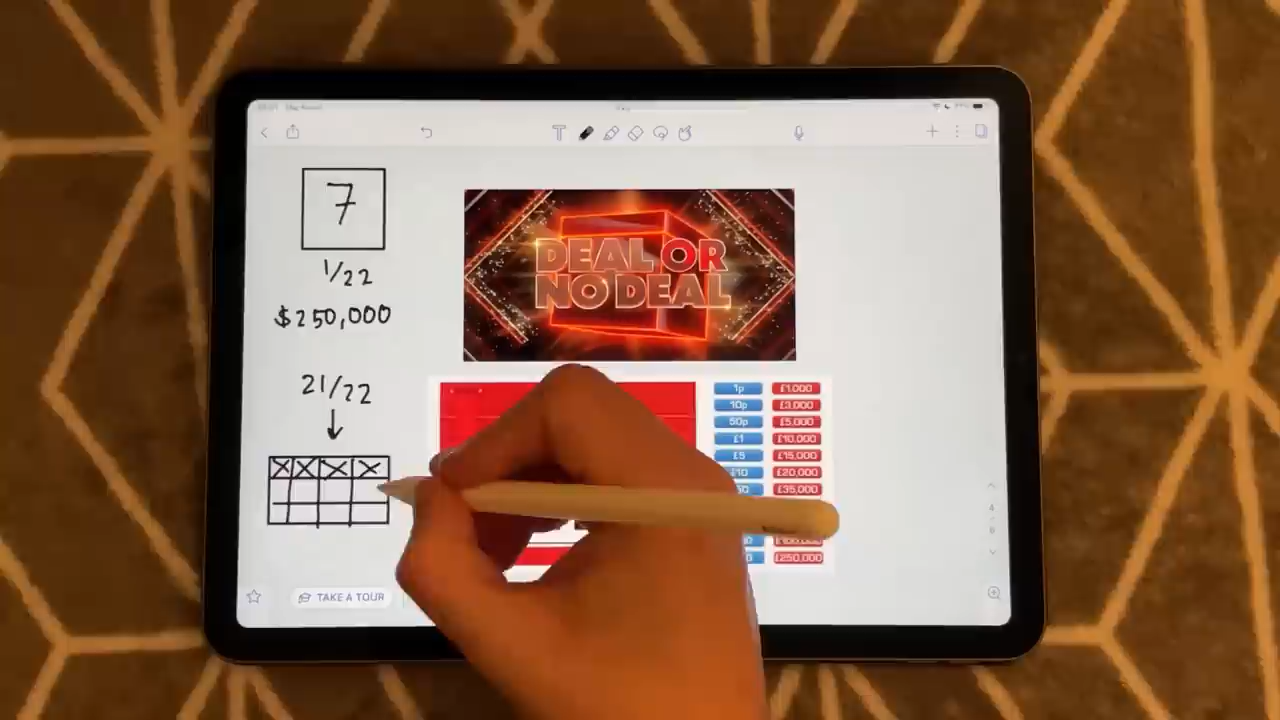 7
1/22
$250,000
21/22
X X X X
DEAL OR
NO DEAL
1p £1,000
10p £3,000
50p £5,000
£1 £10,000
£5 £15,000
£10 £20,000
£35,000
£250,000
TAKE A TOUR